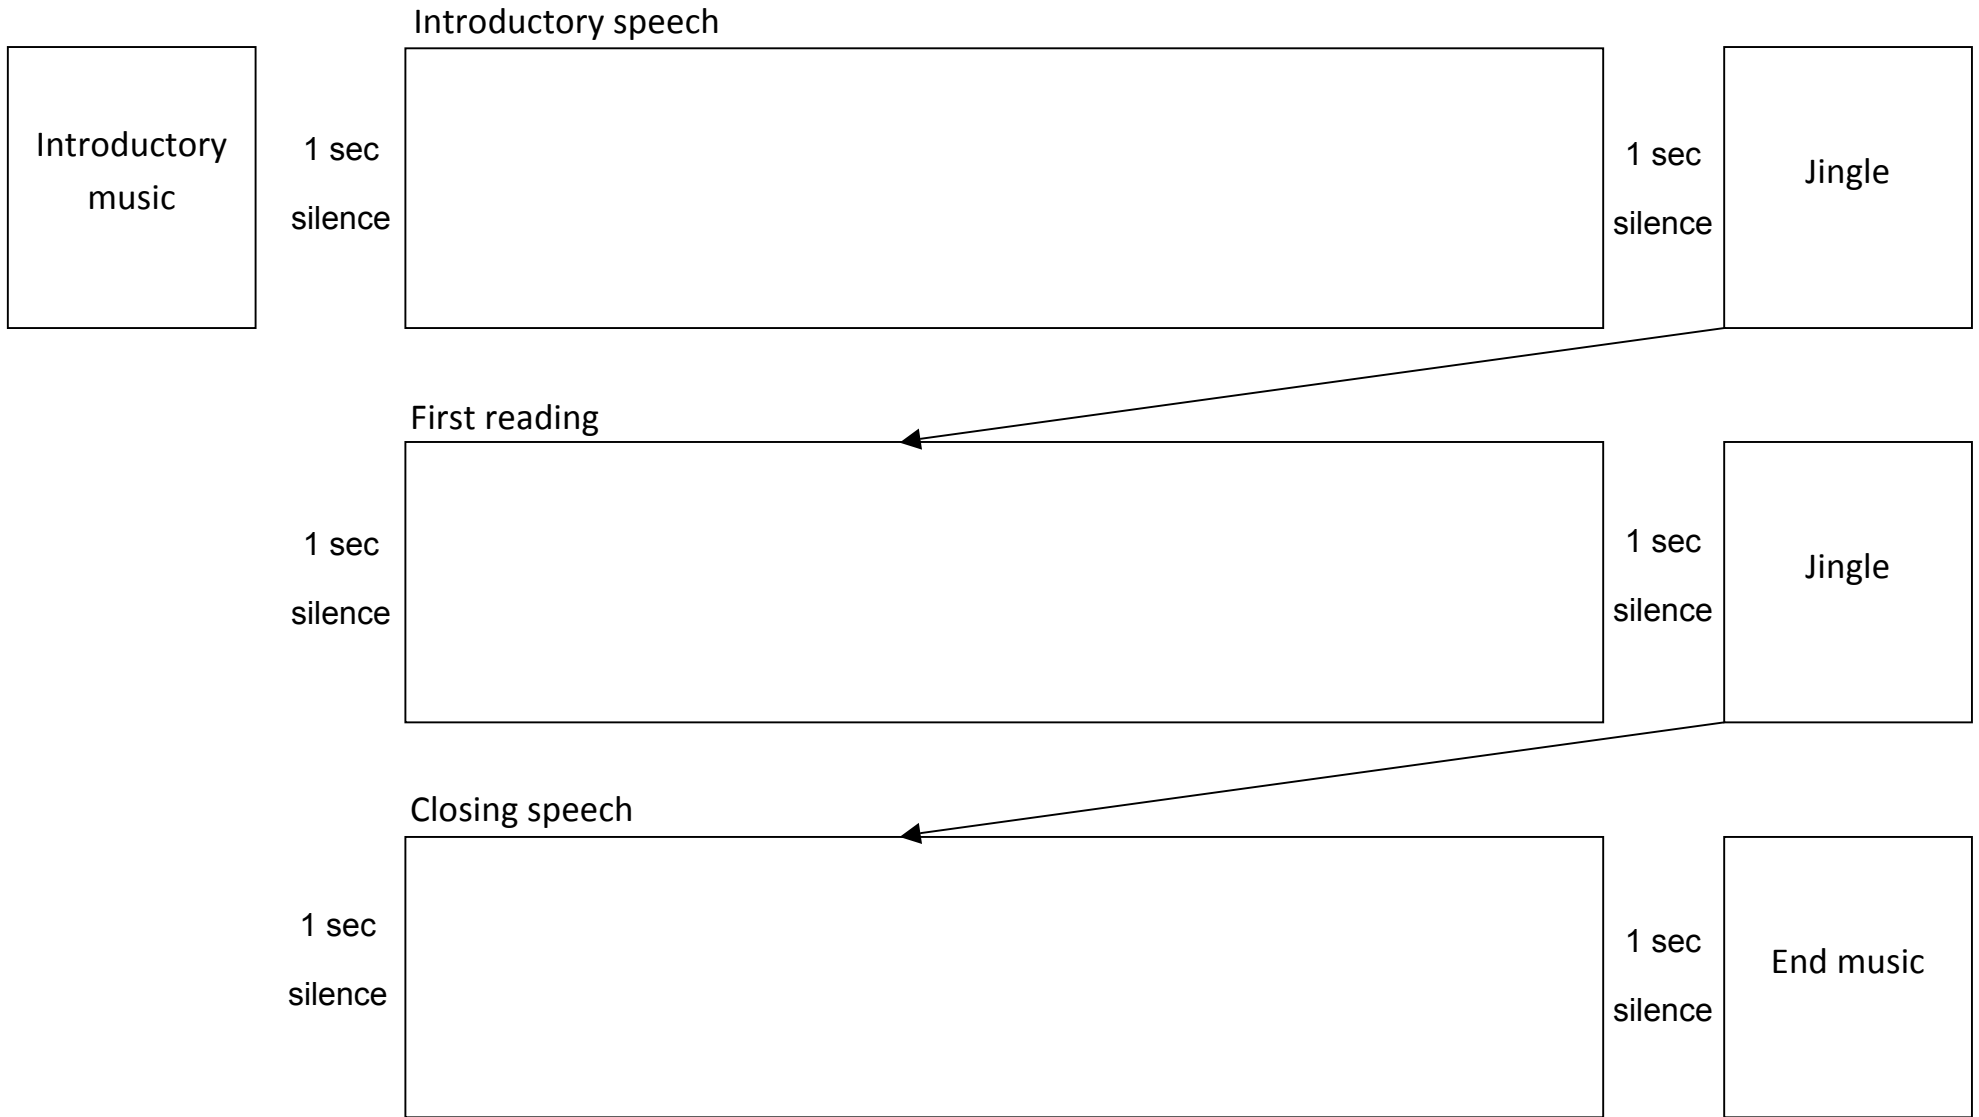 Introductory speech
Introductory
music
1 sec
silence
1 sec
silence
Jingle
First reading
1 sec
silence
1 sec
silence
Jingle
Closing speech
1 sec
silence
1 sec
silence
End music